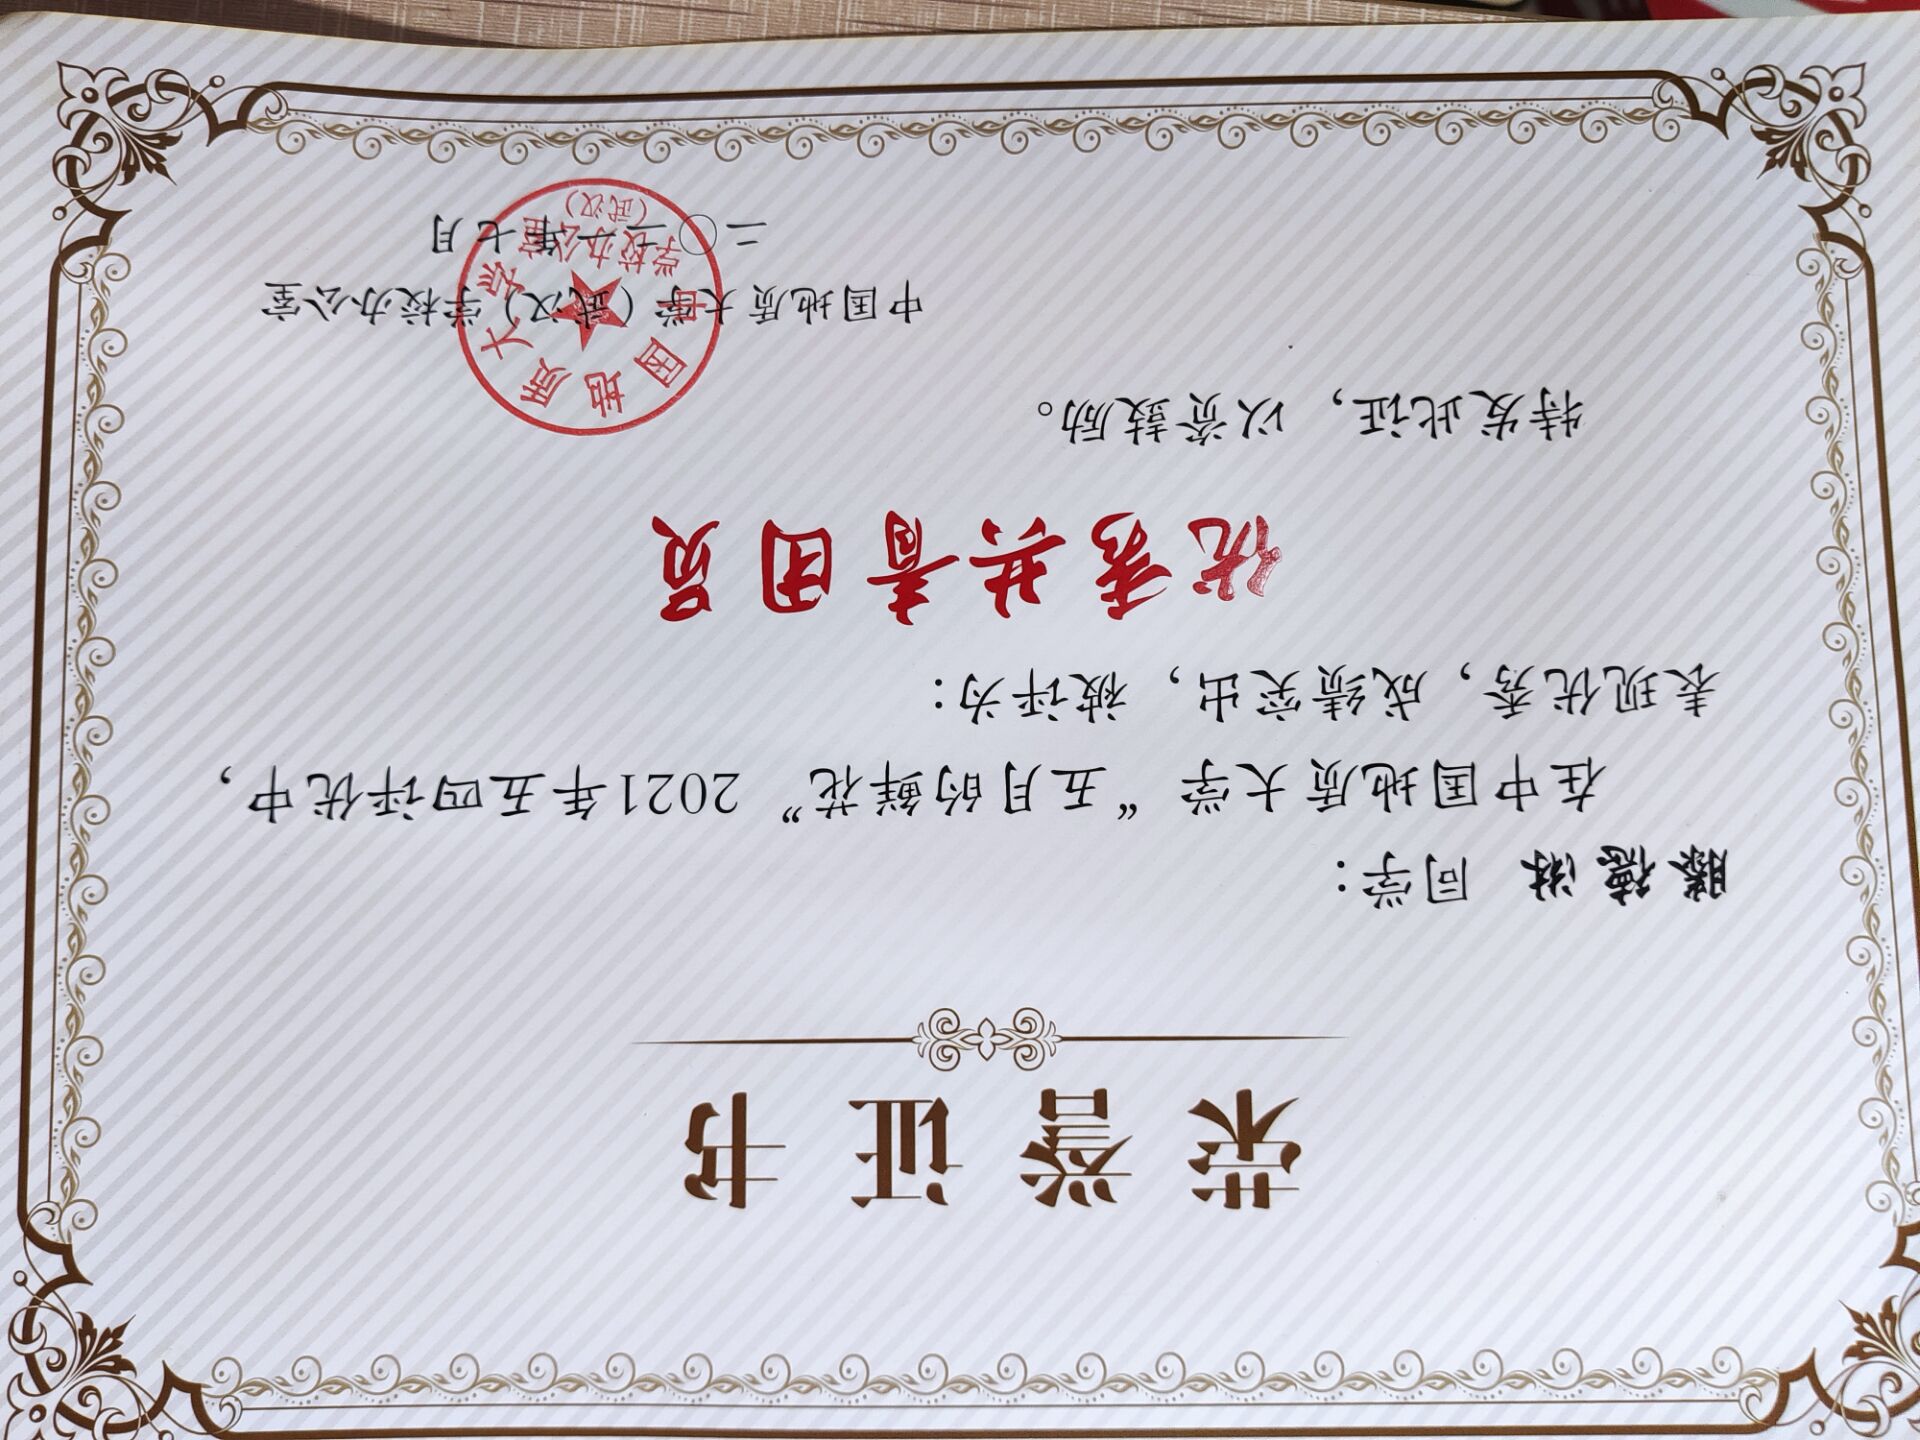 荣誉证书
滕德洲 同学：
在中国地质大学“五月的鲜花”2021年五四评优中，
表现优秀，成绩突出，被评为：
优秀共青团员
特发此证，以资鼓励。
中国地质大学（武汉）学校办公室
二〇二一年七月
中国地质大学
学校办公室
（武汉）